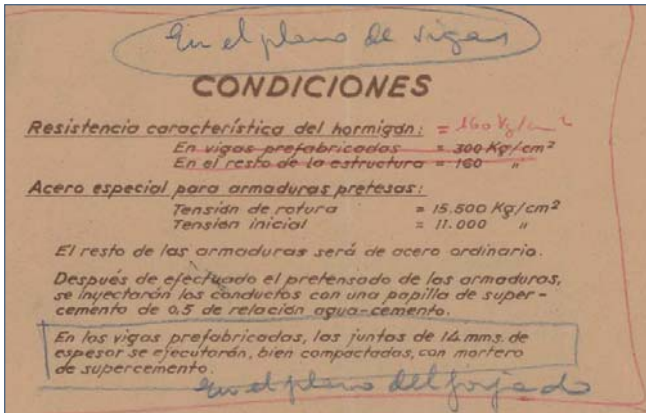 En el plano de vigas
CONDICIONES
Resistencia característica del hormigón: = 160 Kg/cm²
En vigas prefabricadas = 300 Kg/cm²
En el resto de la estructura = 160 "
Acero especial para armaduras pretesas:
Tensión de rotura = 15.500 Kg/cm²
Tensión inicial = 11.000 "
El resto de las armaduras será de acero ordinario.
Después de efectuado el pretensado de las armaduras,
se inyectarán los conductos con una papilla de super-
cemento de 0,5 de relación agua-cemento.
En las vigas prefabricadas, las juntas de 14 mms. de
espesor se ejecutarán, bien compactadas, con mortero
de supercemento.
En el plano del forjado